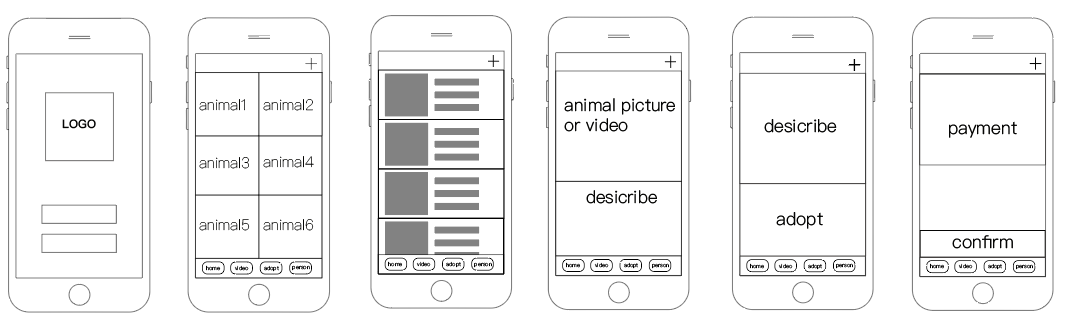 LOGO
+
animal1 animal2
animal3 animal4
animal5 animal6
home video adopt person
+
home video adopt person
+
animal picture
or video
desicribe
home video adopt person
+
desicribe
adopt
home video adopt person
+
payment
confirm
home video adopt person